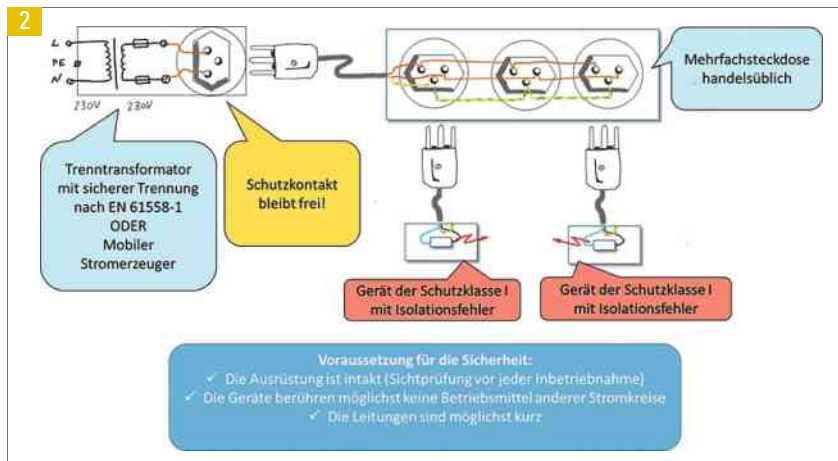 2
L
PE
N
230V 230V
Mehrfachsteckdose
handelsüblich
Trenntransformator
mit sicherer Trennung
nach EN 61558-1
ODER
Mobiler
Stromerzeuger
Schutzkontakt
bleibt frei!
Gerät der Schutzklasse I
mit Isolationsfehler
Gerät der Schutzklasse I
mit Isolationsfehler
Voraussetzung für die Sicherheit:
✓ Die Ausrüstung ist intakt (Sichtprüfung vor jeder Inbetriebnahme)
✓ Die Geräte berühren möglichst keine Betriebsmittel anderer Stromkreise
✓ Die Leitungen sind möglichst kurz